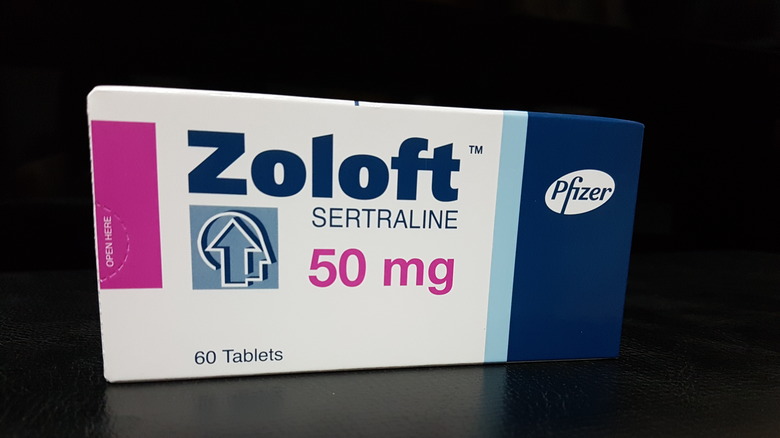 Zoloft™
SERTRALINE
50 mg
60 Tablets
OPEN HERE
Pfizer